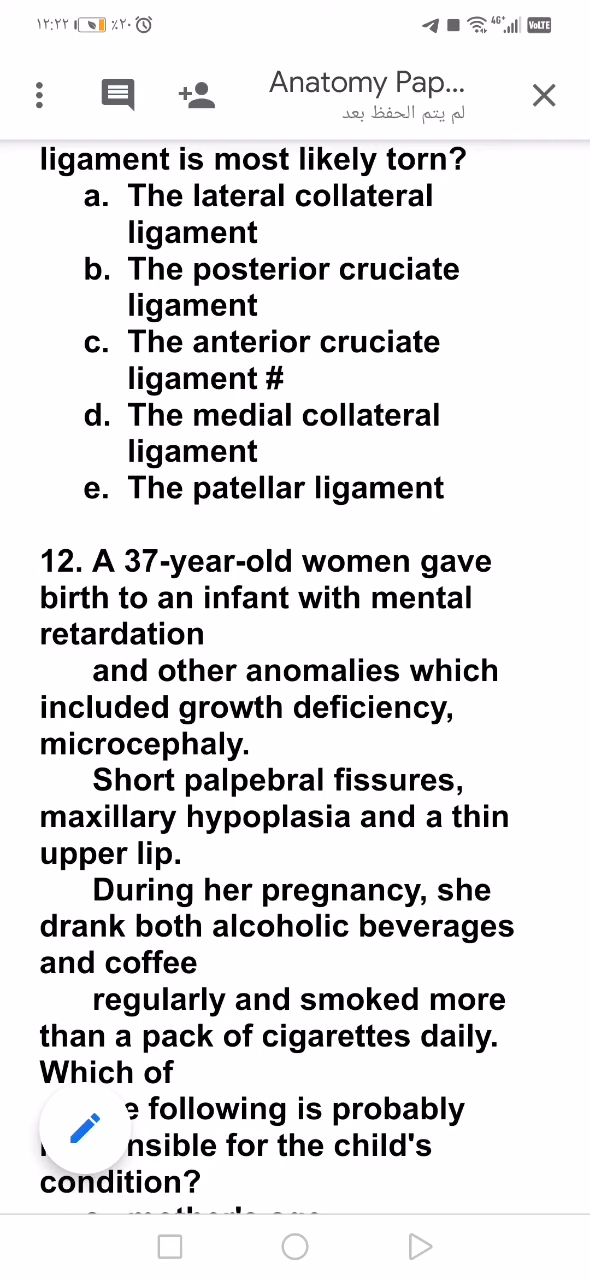 ١٢:٢٢ ٪٢٠ 4G+ VoLTE
Anatomy Pap...
لم يتم الحفظ بعد
ligament is most likely torn?
a. The lateral collateral
ligament
b. The posterior cruciate
ligament
c. The anterior cruciate
ligament #
d. The medial collateral
ligament
e. The patellar ligament
12. A 37-year-old women gave
birth to an infant with mental
retardation
and other anomalies which
included growth deficiency,
microcephaly.
Short palpebral fissures,
maxillary hypoplasia and a thin
upper lip.
During her pregnancy, she
drank both alcoholic beverages
and coffee
regularly and smoked more
than a pack of cigarettes daily.
Which of
e following is probably
nsible for the child's
condition?